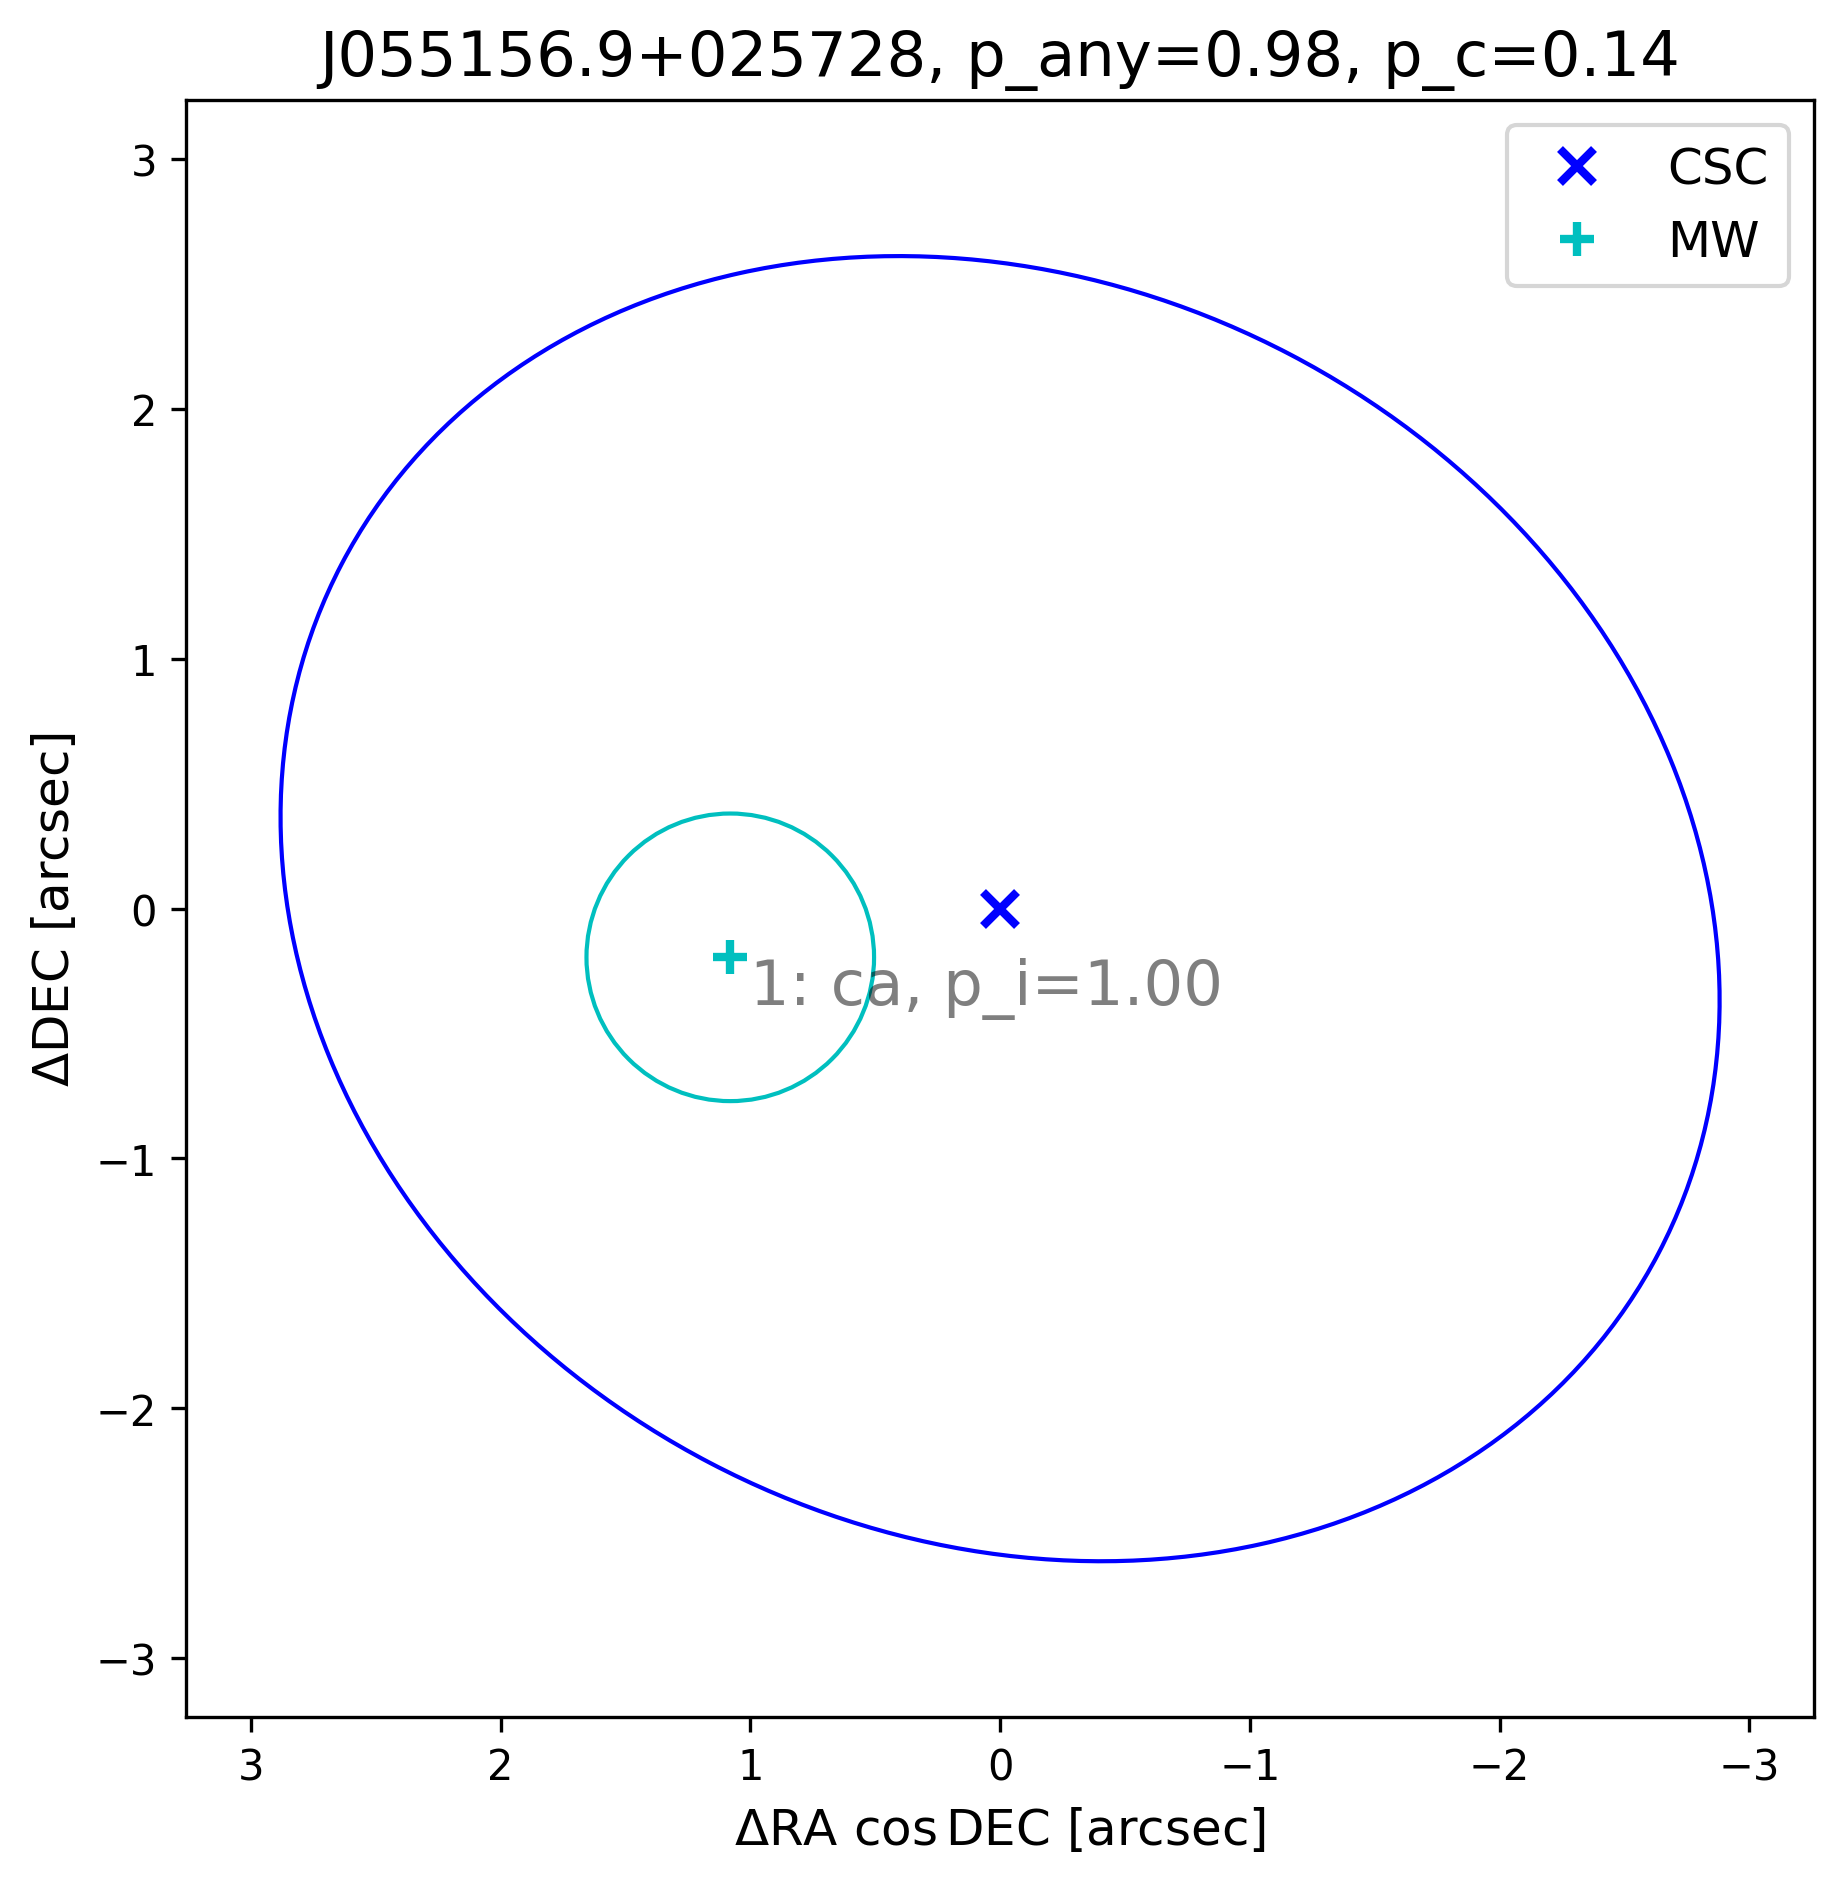 J055156.9+025728, p_any=0.98, p_c=0.14
CSC
MW
3
2
1
0
−1
−2
−3
ΔDEC [arcsec]
1: ca, p_i=1.00
3 2 1 0 −1 −2 −3
ΔRA cos DEC [arcsec]